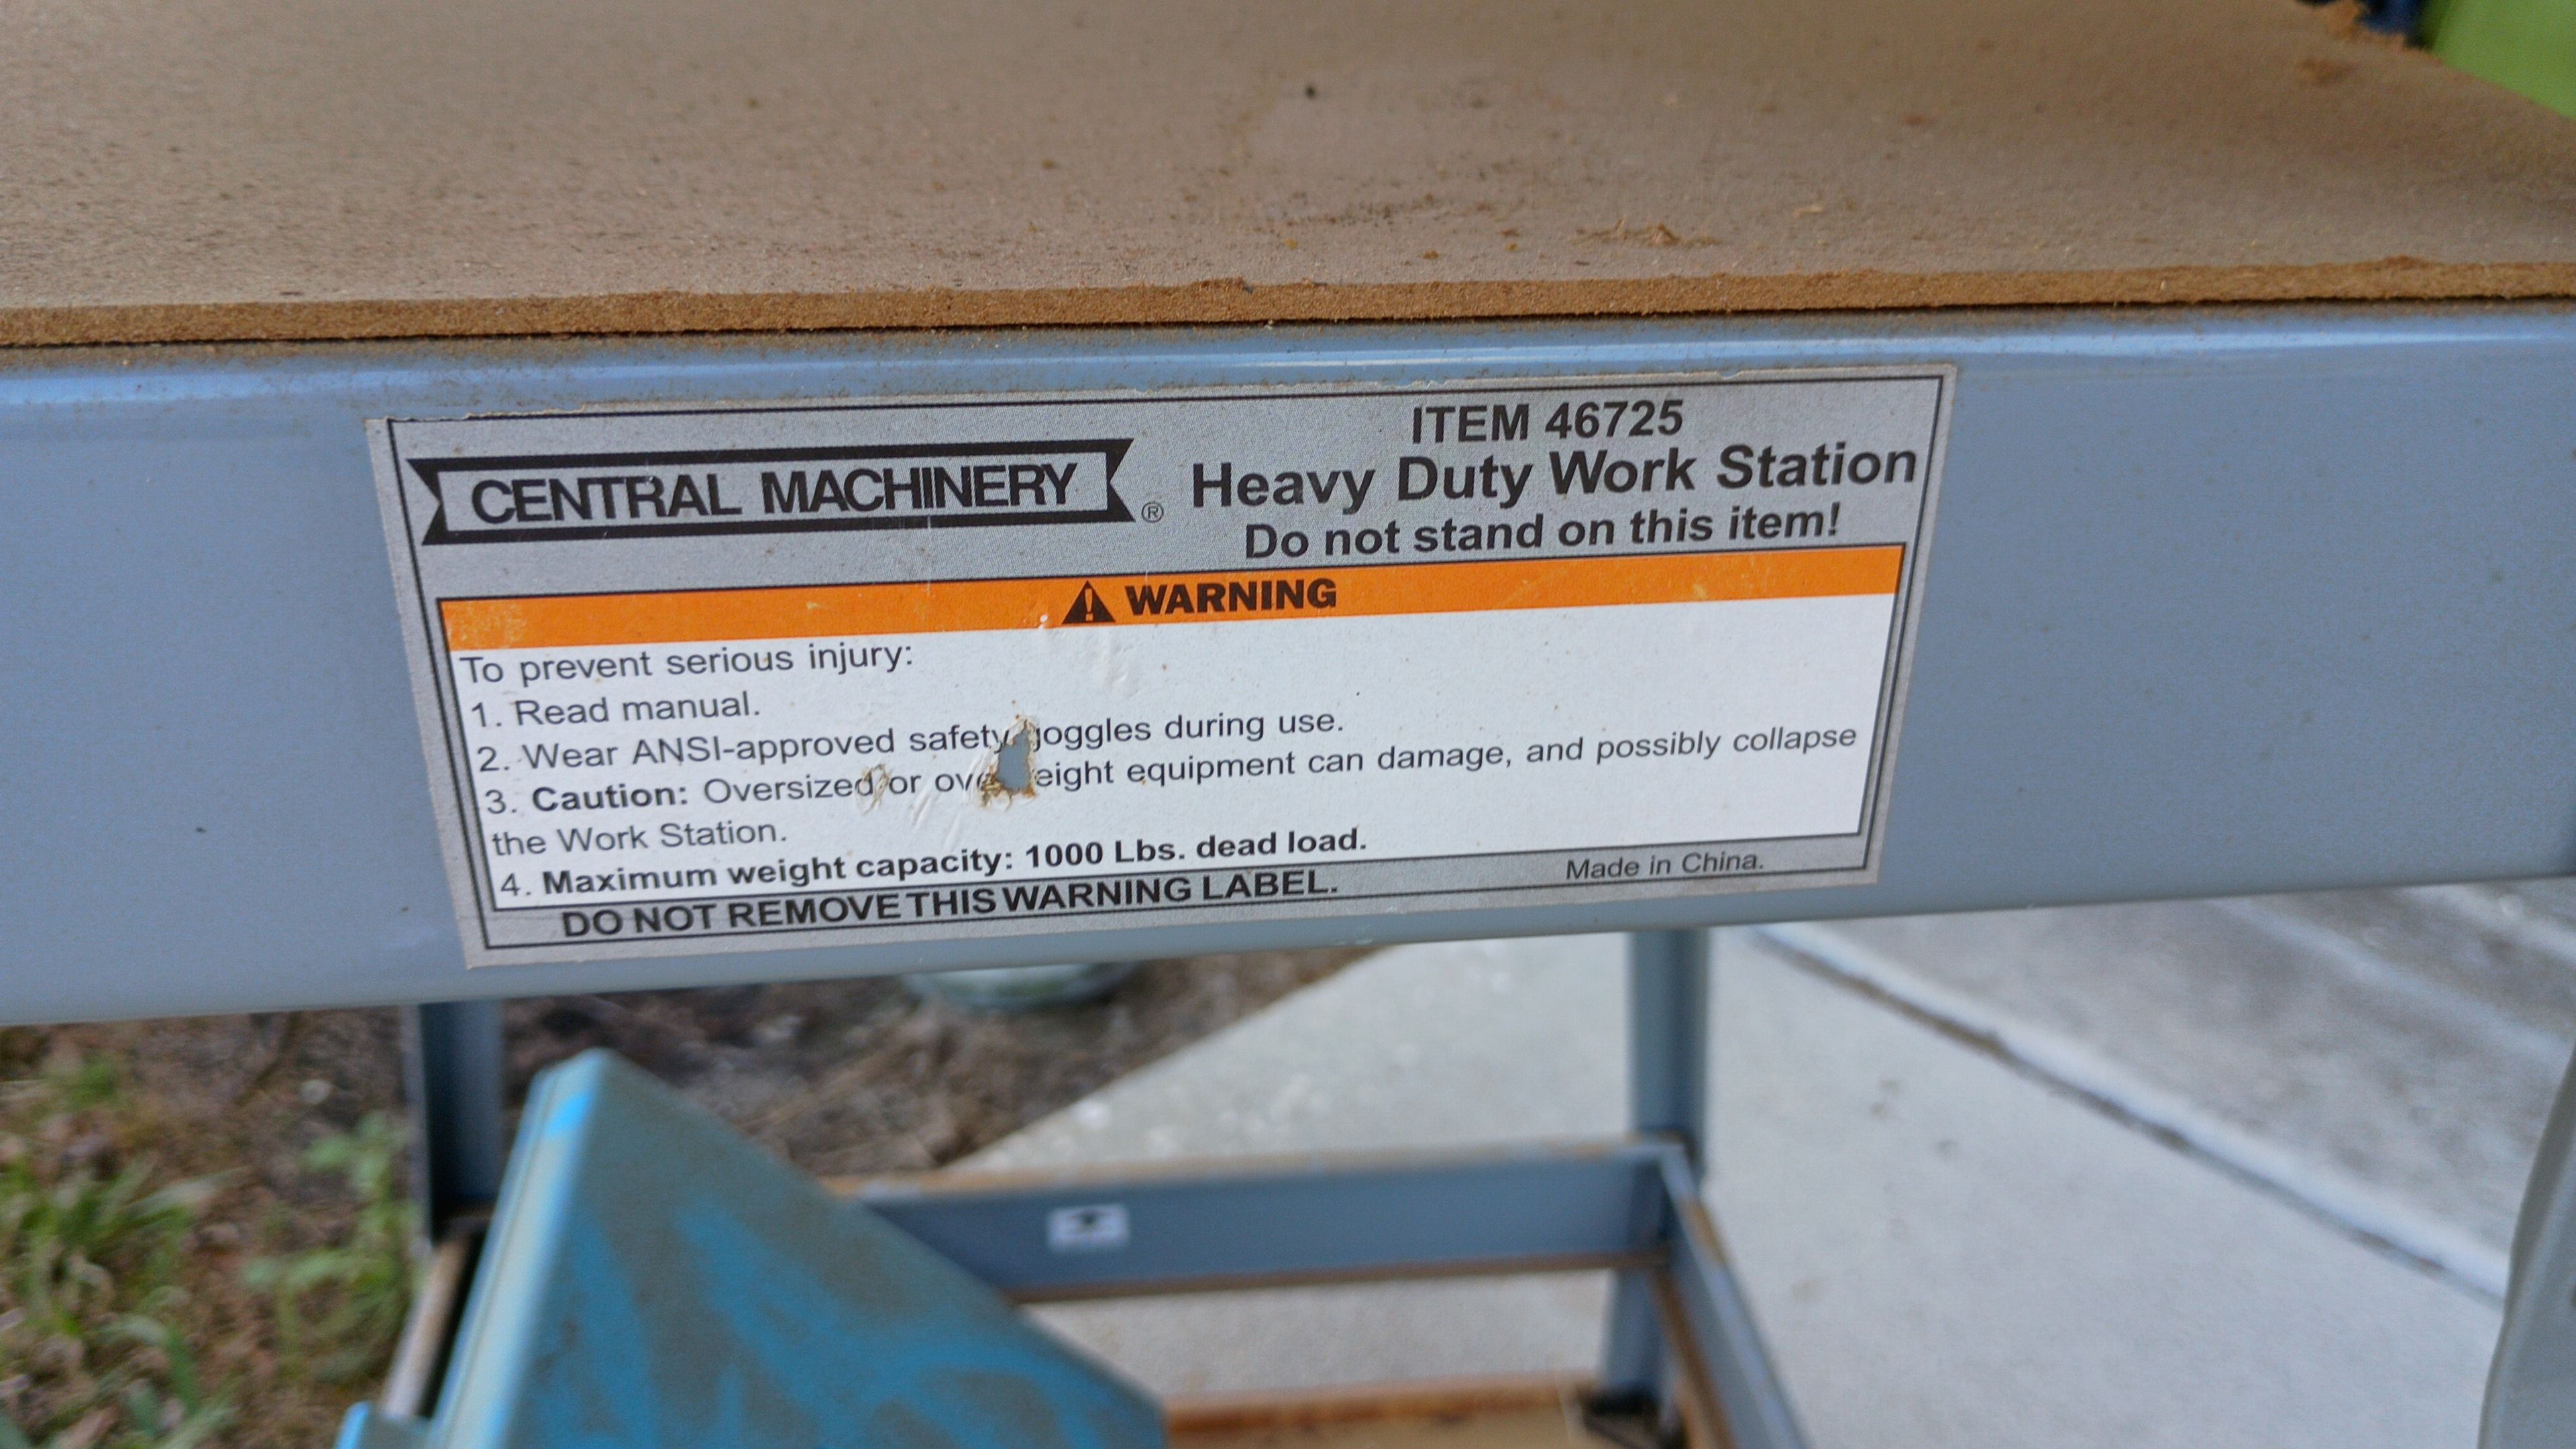 ITEM 46725
CENTRAL MACHINERY ® Heavy Duty Work Station
Do not stand on this item!
WARNING
To prevent serious injury:
1. Read manual.
2. Wear ANSI-approved safety goggles during use.
3. Caution: Oversized or overweight equipment can damage, and possibly collapse
the Work Station.
4. Maximum weight capacity: 1000 Lbs. dead load.
DO NOT REMOVE THIS WARNING LABEL.
Made in China.